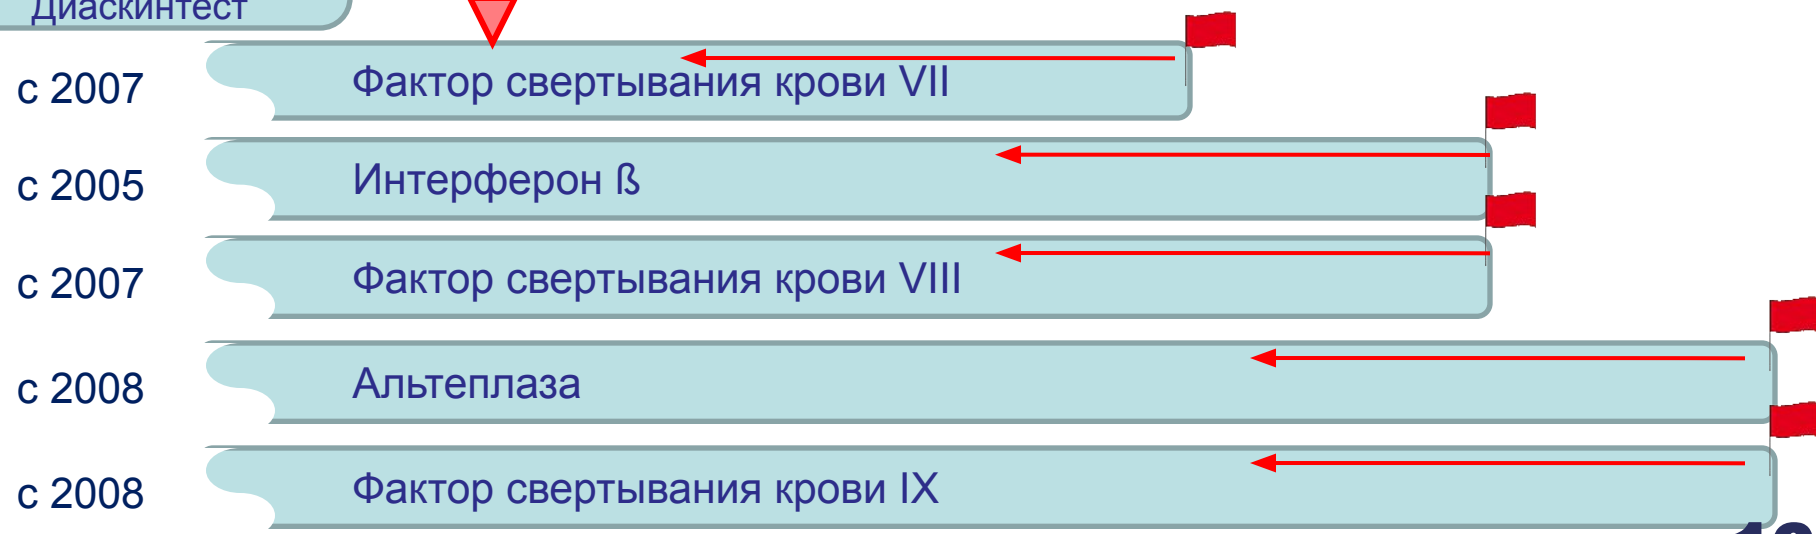 Диаскинтест
с 2007 Фактор свертывания крови VII
с 2005 Интерферон ß
с 2007 Фактор свертывания крови VIII
с 2008 Альтеплаза
с 2008 Фактор свертывания крови IX